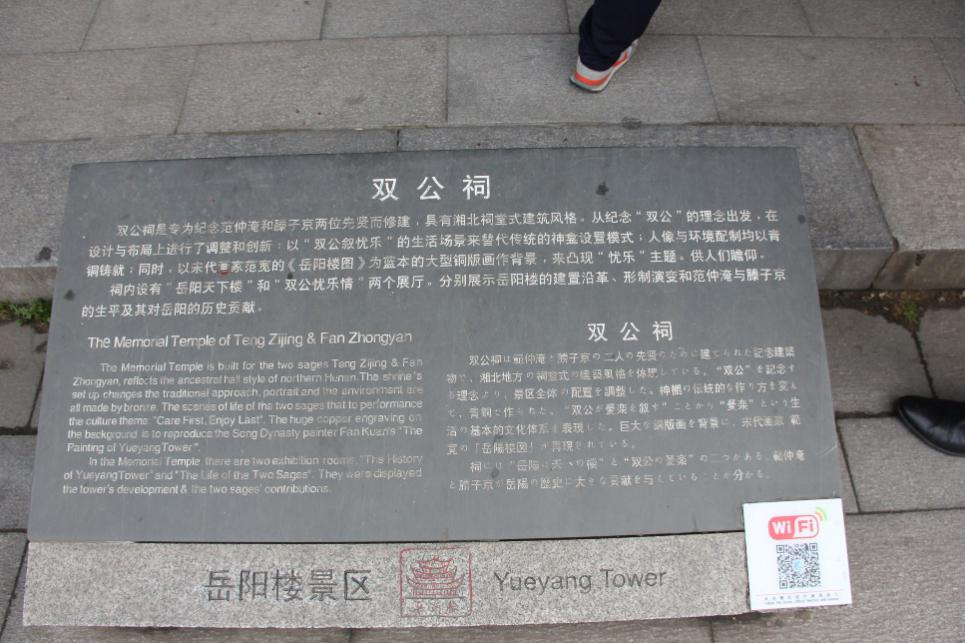 双公祠
双公祠是专为纪念范仲淹和滕子京两位先贤而修建，具有湘北祠堂式建筑风格。从纪念“双公”的理念出发，在
设计与布局上进行了调整和创新：以“双公叙忧乐”的生活场景来替代传统的神龛设置模式；人像与环境配制均以青
铜铸就；同时，以宋代画家范宽的《岳阳楼图》为蓝本的大型铜版画作背景，来凸现“忧乐”主题。供人们瞻仰。
祠内设有“岳阳天下楼”和“双公忧乐情”两个展厅。分别展示岳阳楼的建置沿革、形制演变和范仲淹与滕子京
的生平及其对岳阳的历史贡献。
The Memorial Temple of Teng Zijing & Fan Zhongyan
The Memorial Temple is built for the two sages Teng Zijing & Fan
Zhongyan, reflects the ancestral hall style of northern Hunan. The shrine's
set up changes the traditional approach, portrait and the environment are
all made by bronze. The scenes of life of the two sages that to performance
the culture theme: "Care First, Enjoy Last". The huge copper engraving on
the background is to reproduce the Song Dynasty painter Fan Kuan's "The
Painting of Yueyang Tower".
In the Memorial Temple, there are two exhibition rooms, "The History
of Yueyang Tower" and "The Life of the Two Sages". They were displayed
the tower's development & the two sages' contributions.
双公祠
双公祠は範仲淹と滕子京の二人の先賢のために建てられた記念建築
物で、湘北地方の祠堂式の建築風格を体現している。“双公”を記念す
る理念より、景区全体の配置を調整した。神棚の伝統的な作り方を変え
て、青銅で作られた。“双公が憂楽を叙す”ことから“憂楽”という生
活の基本的文化体系を表現した。巨大な銅版画を背景に、宋代画家範
寛の「岳陽楼図」が再現されている。
祠には“岳陽は天下の楼”と“双公の憂楽”の二つがある。範仲淹
と滕子京が岳陽の歴史に大きな貢献を与えていることが分かる。
岳阳楼景区
Yueyang Tower
WiFi